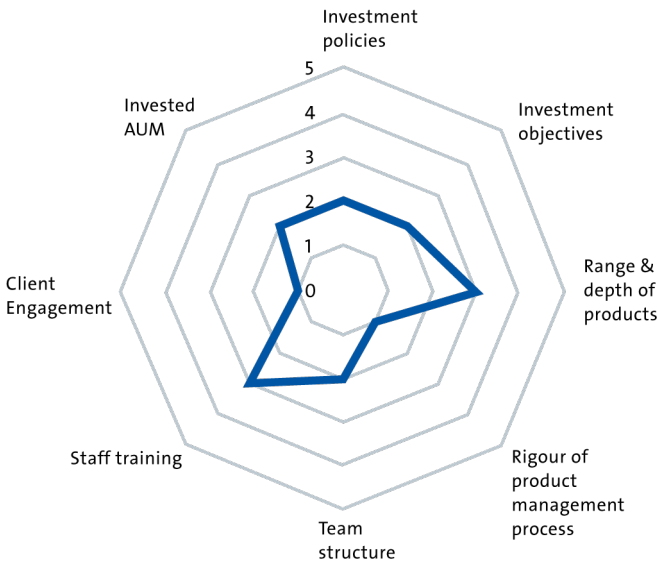 Investment
policies
5
4
3
2
1
0
Investment
objectives
Range &
depth of
products
Rigour of
product
management
process
Team
structure
Staff training
Client
Engagement
Invested
AUM